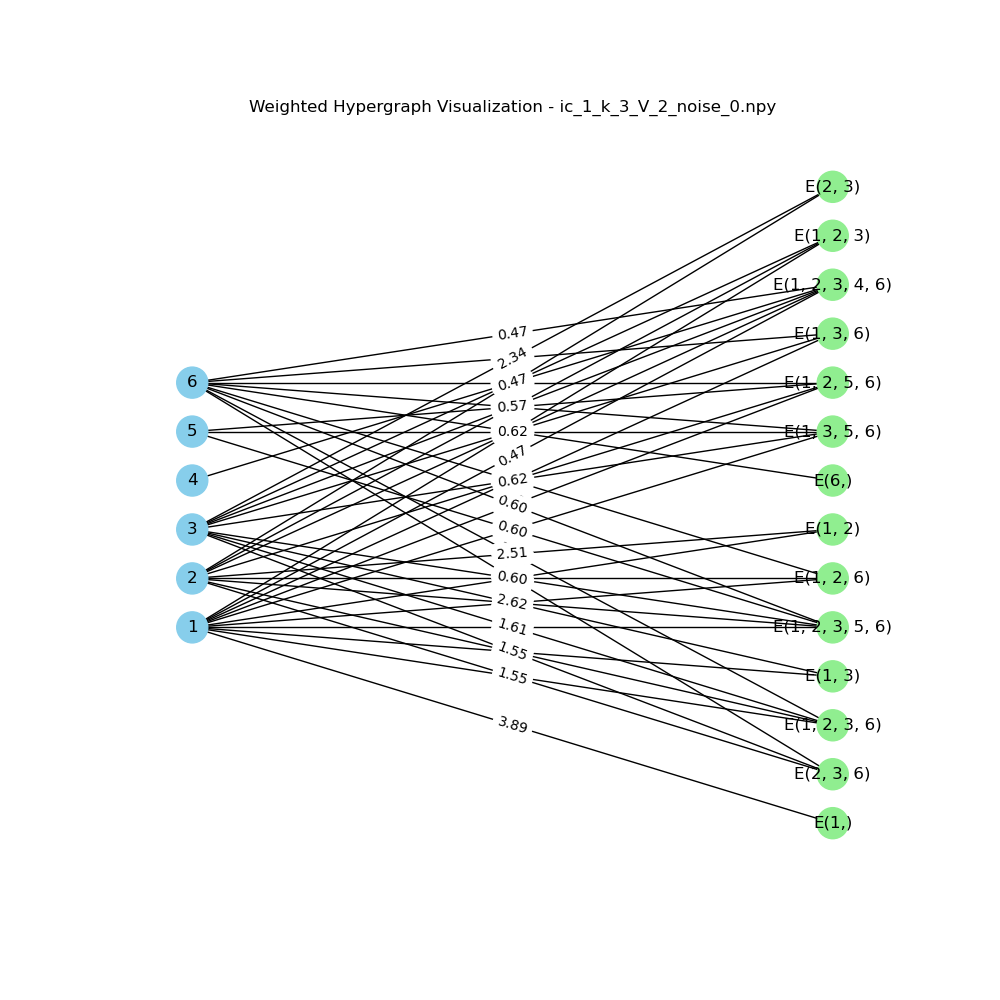 Weighted Hypergraph Visualization - ic_1_k_3_V_2_noise_0.npy
E(2, 3)
E(1, 2, 3)
E(1, 2, 3, 4, 6)
0.47
E(1, 3, 6)
2.34
6
0.47
E(1, 2, 5, 6)
0.57
5
0.62
E(1, 3, 5, 6)
0.47
4
0.62
E(6,)
0.60
3
0.60
E(1, 2)
2.51
2
0.60
E(1, 2, 6)
2.62
1
1.61
E(1, 2, 3, 5, 6)
1.55
1.55
E(1, 3)
3.89
E(1, 2, 3, 6)
E(2, 3, 6)
E(1,)